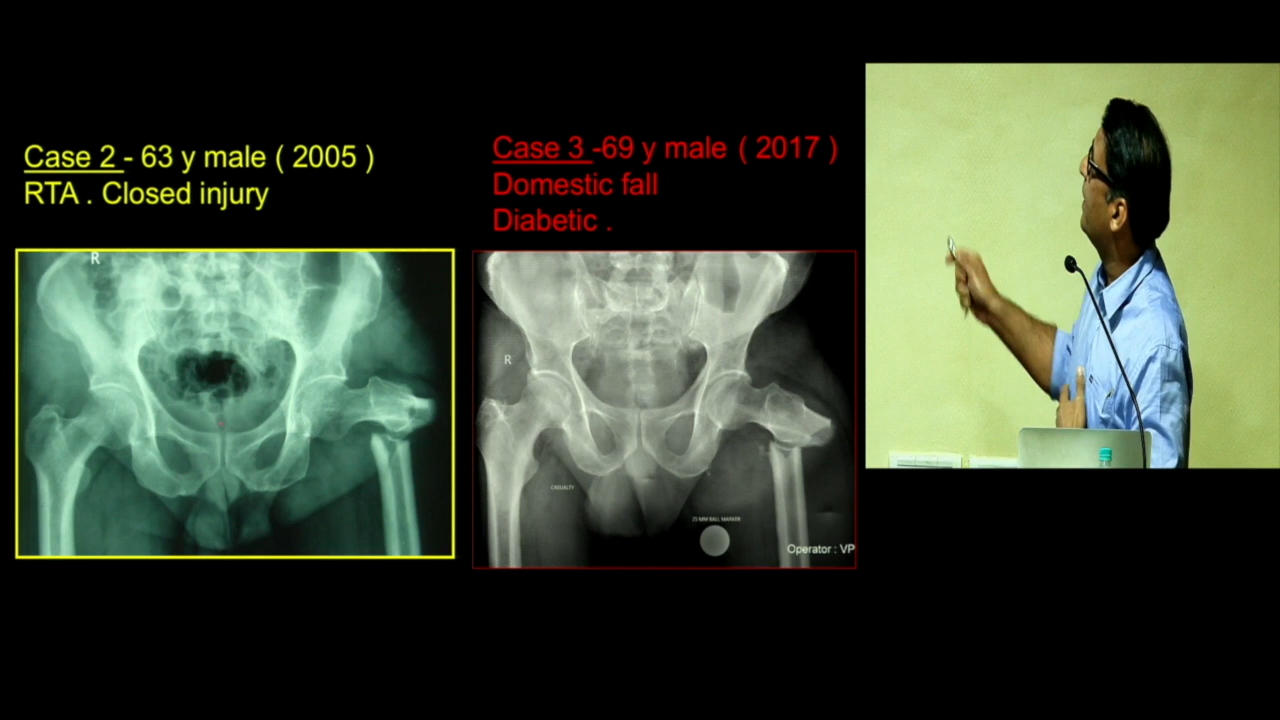 Case 2 - 63 y male ( 2005 )
RTA . Closed injury
Case 3 -69 y male ( 2017 )
Domestic fall
Diabetic .
R
R
CASUALTY
25 MM BALL MARKER
Operator : VP